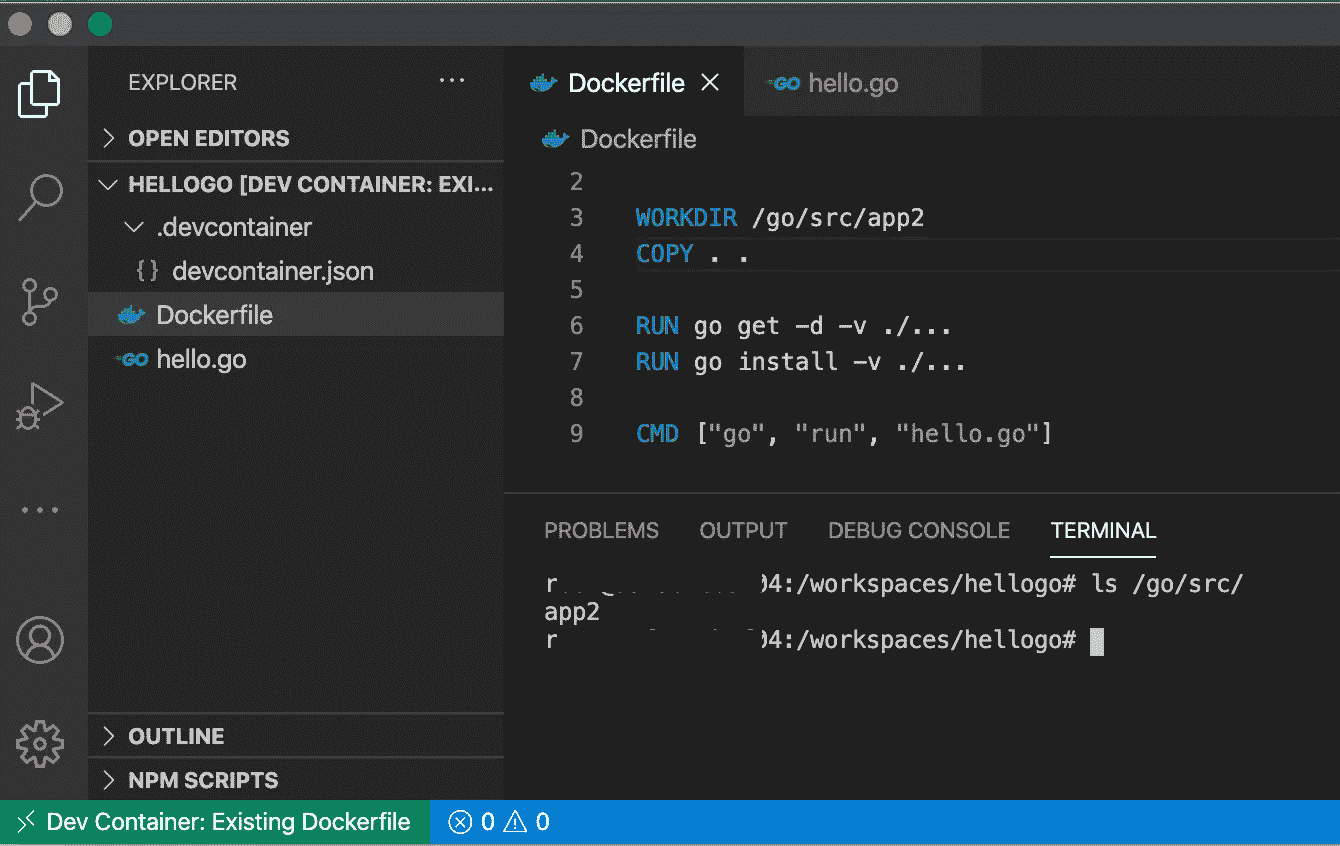 EXPLORER
OPEN EDITORS
HELLOGO [DEV CONTAINER: EXI...
.devcontainer
{} devcontainer.json
Dockerfile
GO hello.go
OUTLINE
NPM SCRIPTS
Dockerfile
GO hello.go
Dockerfile
2
3 WORKDIR /go/src/app2
4 COPY . .
5
6 RUN go get -d -v ./...
7 RUN go install -v ./...
8
9 CMD ["go", "run", "hello.go"]
PROBLEMS OUTPUT DEBUG CONSOLE TERMINAL
r 04:/workspaces/hellogo# ls /go/src/
app2
r 04:/workspaces/hellogo#
Dev Container: Existing Dockerfile 0 0